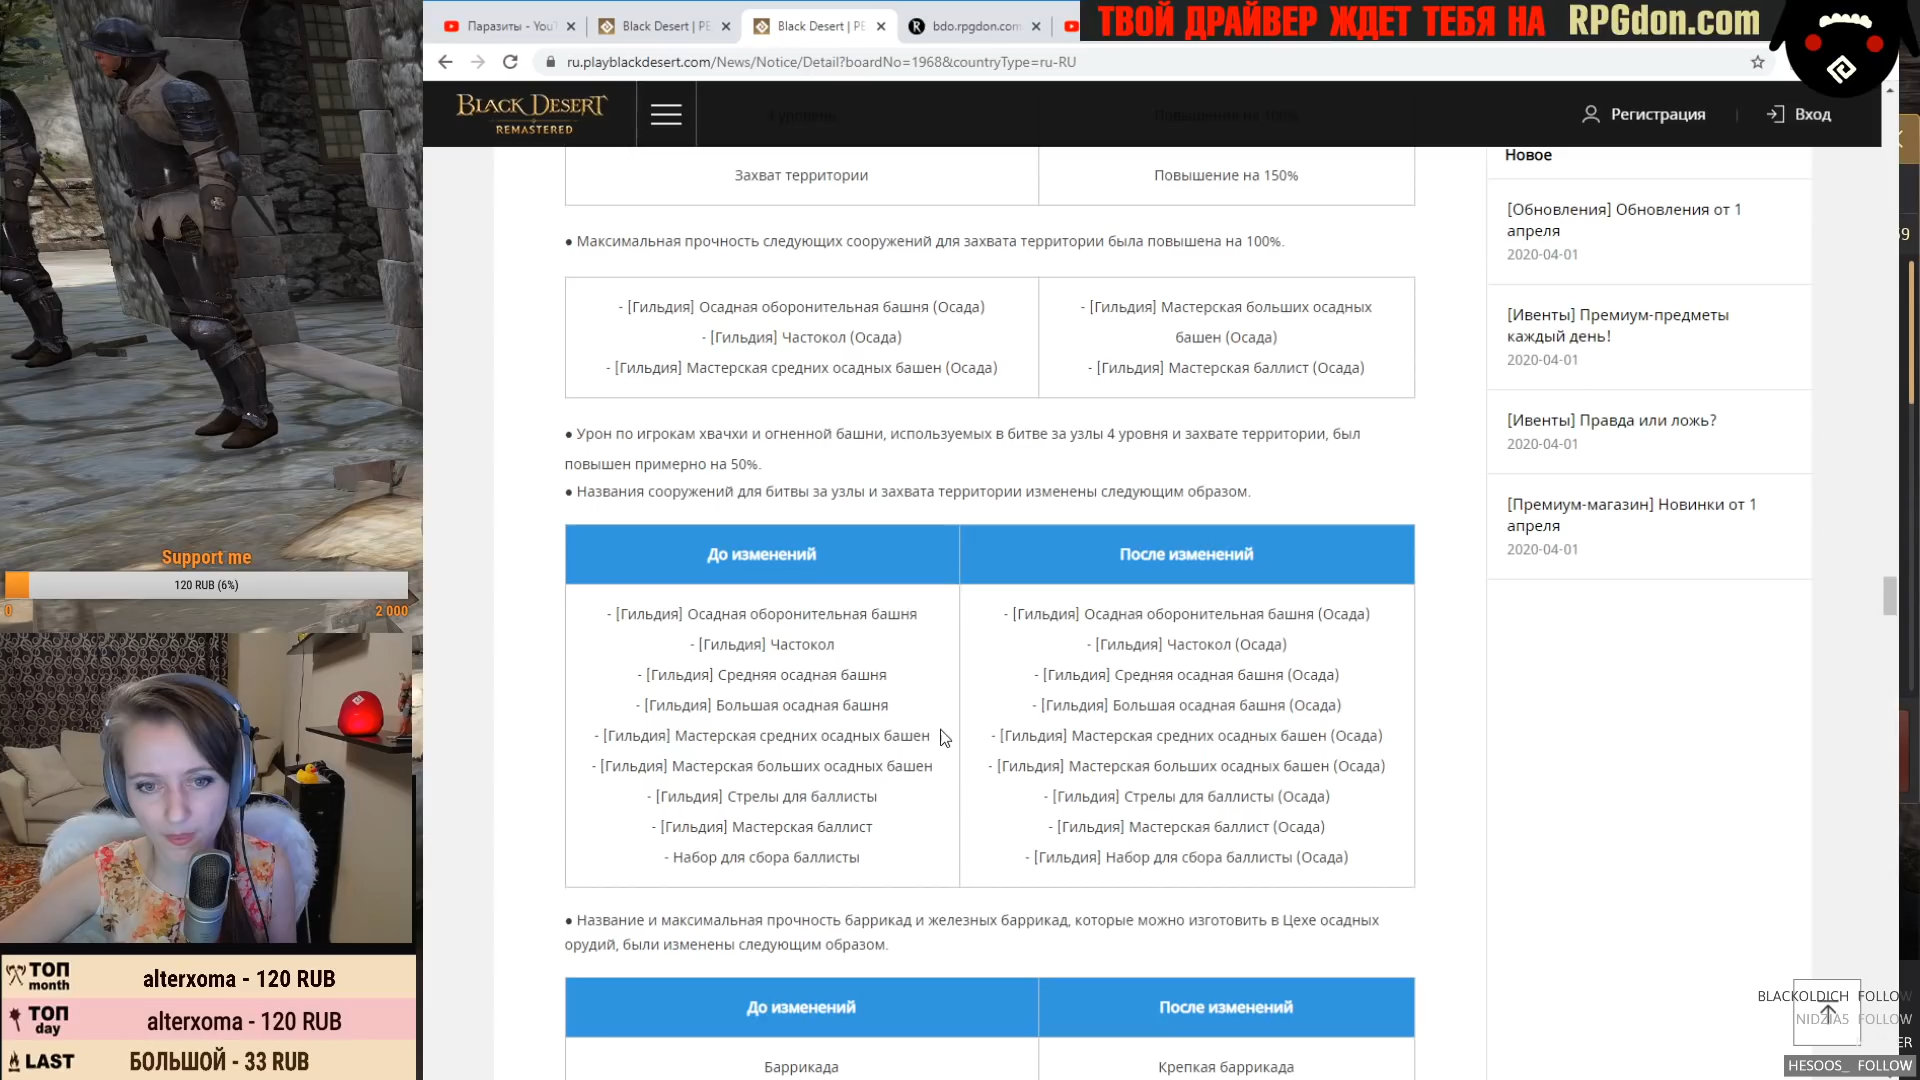 Паразиты - YouT
Black Desert | РЕ
Black Desert | РЕ
bdo.rpgdon.com
ТВОЙ ДРАЙВЕР ЖДЕТ ТЕБЯ НА RPGdon.com
ru.playblackdesert.com/News/Notice/Detail?boardNo=1968&countryType=ru-RU
BLACK DESERT
REMASTERED
4 уровень
Повышение на 100%
Регистрация
Вход
Захват территории
Повышение на 150%
● Максимальная прочность следующих сооружений для захвата территории была повышена на 100%.
- [Гильдия] Осадная оборонительная башня (Осада)
- [Гильдия] Частокол (Осада)
- [Гильдия] Мастерская средних осадных башен (Осада)
- [Гильдия] Мастерская больших осадных
башен (Осада)
- [Гильдия] Мастерская баллист (Осада)
● Урон по игрокам хвачхи и огненной башни, используемых в битве за узлы 4 уровня и захвате территории, был
повышен примерно на 50%.
● Названия сооружений для битвы за узлы и захвата территории изменены следующим образом.
До изменений
После изменений
- [Гильдия] Осадная оборонительная башня
- [Гильдия] Частокол
- [Гильдия] Средняя осадная башня
- [Гильдия] Большая осадная башня
- [Гильдия] Мастерская средних осадных башен
- [Гильдия] Мастерская больших осадных башен
- [Гильдия] Стрелы для баллисты
- [Гильдия] Мастерская баллист
- Набор для сбора баллисты
- [Гильдия] Осадная оборонительная башня (Осада)
- [Гильдия] Частокол (Осада)
- [Гильдия] Средняя осадная башня (Осада)
- [Гильдия] Большая осадная башня (Осада)
- [Гильдия] Мастерская средних осадных башен (Осада)
- [Гильдия] Мастерская больших осадных башен (Осада)
- [Гильдия] Стрелы для баллисты (Осада)
- [Гильдия] Мастерская баллист (Осада)
- [Гильдия] Набор для сбора баллисты (Осада)
● Название и максимальная прочность баррикад и железных баррикад, которые можно изготовить в Цехе осадных
орудий, были изменены следующим образом.
До изменений
После изменений
Баррикада
Крепкая баррикада
Новое
[Обновления] Обновления от 1
апреля
2020-04-01
[Ивенты] Премиум-предметы
каждый день!
2020-04-01
[Ивенты] Правда или ложь?
2020-04-01
[Премиум-магазин] Новинки от 1
апреля
2020-04-01
59
Support me
120 RUB (6%)
0
2 000
ТОП
month
alterxoma - 120 RUB
ТОП
day
alterxoma - 120 RUB
LAST
БОЛЬШОЙ - 33 RUB
BLACKOLDICH FOLLOW
NIDZIA5 FOLLOW
ER
HESOOS_ FOLLOW